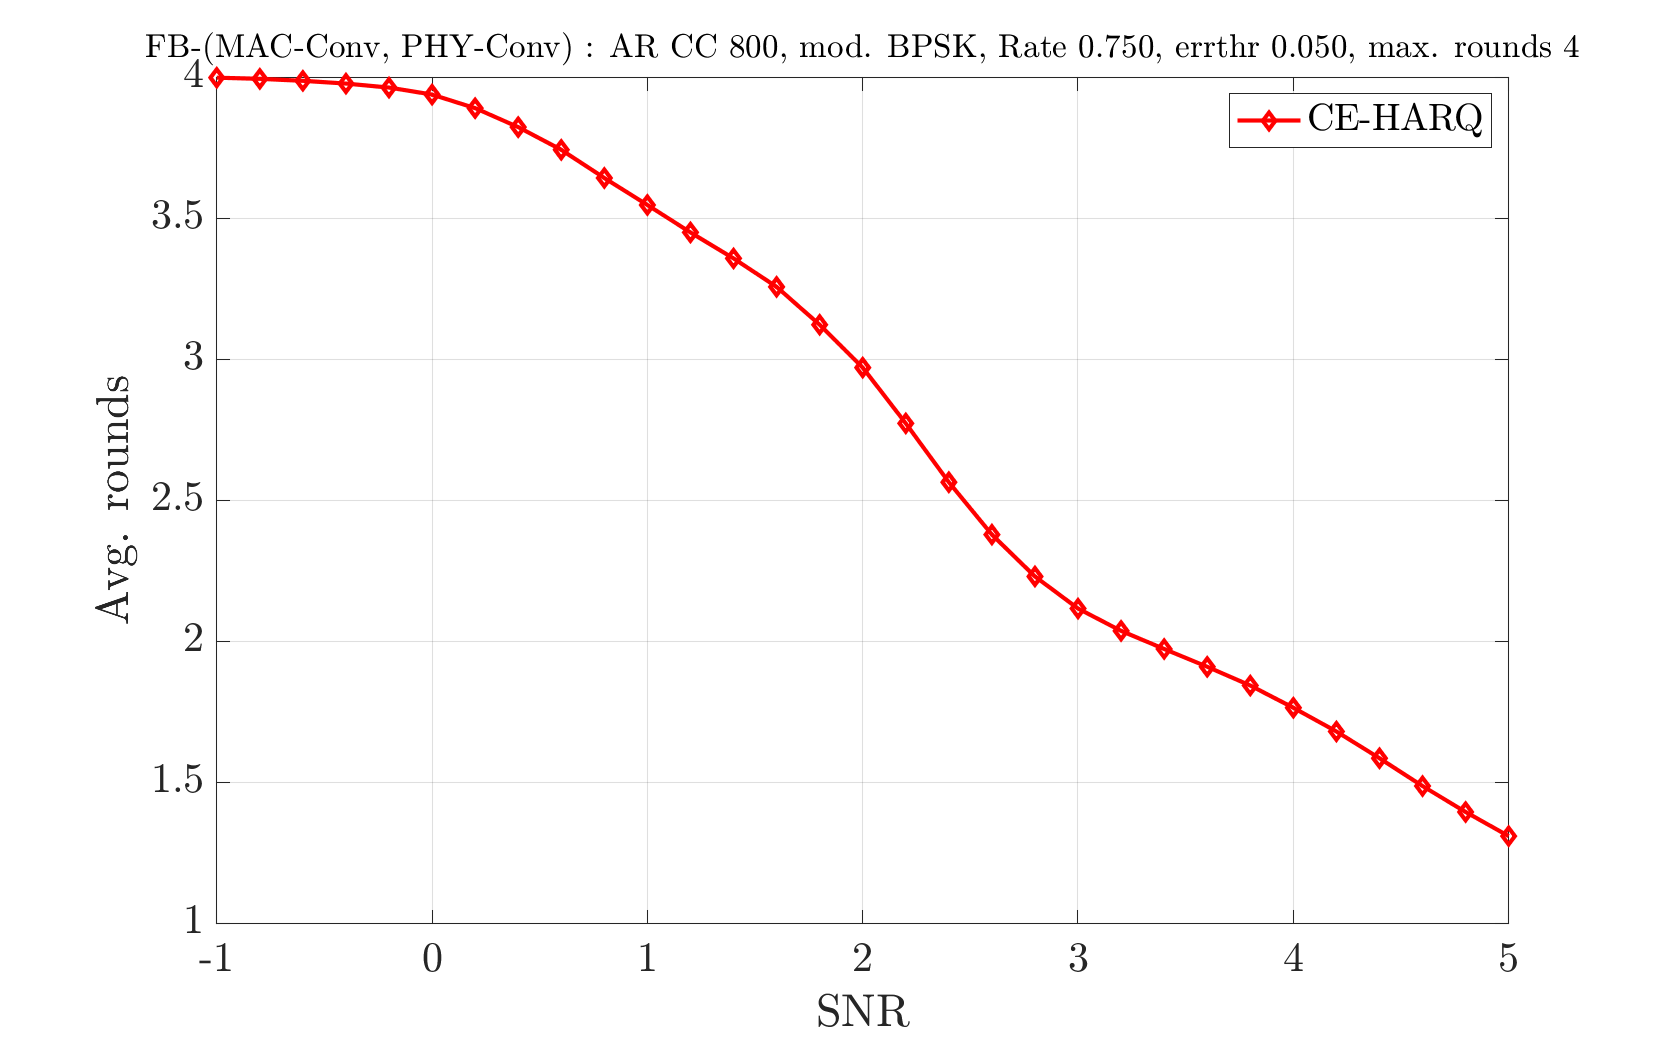 FB-(MAC-Conv, PHY-Conv) : AR CC 800, mod. BPSK, Rate 0.750, errthr 0.050, max. rounds 4
CE-HARQ
4
3.5
3
2.5
2
1.5
1
Avg. rounds
-1 0 1 2 3 4 5
SNR